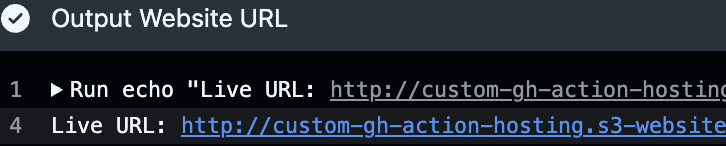 Output Website URL
1 Run echo "Live URL: http://custom-gh-action-hosting
4 Live URL: http://custom-gh-action-hosting.s3-website